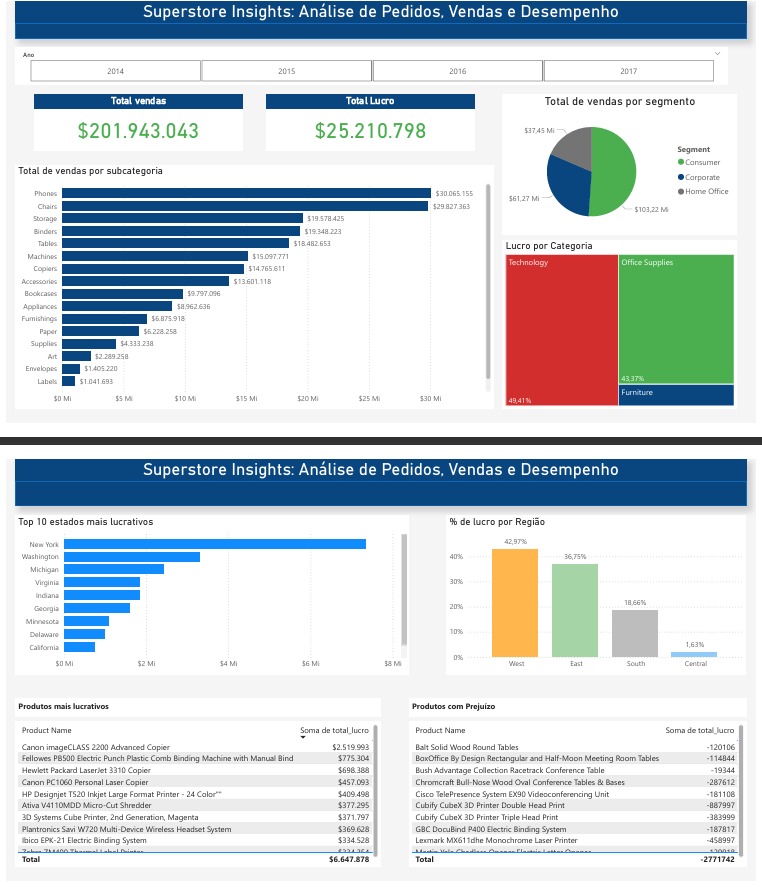 Superstore Insights: Análise de Pedidos, Vendas e Desempenho
Ano
2014 2015 2016 2017
Total vendas
$201.943.043
Total Lucro
$25.210.798
Total de vendas por segmento
$37,45 Mi
$61,27 Mi
$103,22 Mi
Segment
Consumer
Corporate
Home Office
Total de vendas por subcategoria
Phones $30.065.155
Chairs $29.827.363
Storage $19.578.425
Binders $19.348.223
Tables $18.482.653
Machines $15.097.771
Copiers $14.765.611
Accessories $13.601.118
Bookcases $9.797.096
Appliances $8.962.636
Furnishings $6.875.918
Paper $6.228.258
Supplies $4.333.238
Art $2.289.258
Envelopes $1.405.220
Labels $1.041.693
$0 Mi $5 Mi $10 Mi $15 Mi $20 Mi $25 Mi $30 Mi
Lucro por Categoria
Technology
49,41%
Office Supplies
43,37%
Furniture
Superstore Insights: Análise de Pedidos, Vendas e Desempenho
Top 10 estados mais lucrativos
New York
Washington
Michigan
Virginia
Indiana
Georgia
Minnesota
Delaware
California
$0 Mi $2 Mi $4 Mi $6 Mi $8 Mi
% de lucro por Região
42,97%
36,75%
18,66%
1,63%
40%
30%
20%
10%
0%
West East South Central
Produtos mais lucrativos
Product Name Soma de total_lucro
Canon imageCLASS 2200 Advanced Copier $2.519.993
Fellowes PB500 Electric Punch Plastic Comb Binding Machine with Manual Bind $775.304
Hewlett Packard LaserJet 3310 Copier $698.388
Canon PC1060 Personal Laser Copier $457.093
HP Designjet T520 Inkjet Large Format Printer - 24 Color"" $409.498
Ativa V4110MDD Micro-Cut Shredder $377.295
3D Systems Cube Printer, 2nd Generation, Magenta $371.797
Plantronics Savi W720 Multi-Device Wireless Headset System $369.628
Ibico EPK-21 Electric Binding System $334.528
Zebra ZM400 Thermal Label Printer
Total $6.647.878
Produtos com Prejuízo
Product Name Soma de total_lucro
Balt Solid Wood Round Tables -120106
BoxOffice By Design Rectangular and Half-Moon Meeting Room Tables -114844
Bush Advantage Collection Racetrack Conference Table -19344
Chromcraft Bull-Nose Wood Oval Conference Tables & Bases -287612
Cisco TelePresence System EX90 Videoconferencing Unit -181108
Cubify CubeX 3D Printer Double Head Print -887997
Cubify CubeX 3D Printer Triple Head Print -383999
GBC DocuBind P400 Electric Binding System -187817
Lexmark MX611dhe Monochrome Laser Printer -458997
Martin Yale Chadless Opener Electric Letter Opener
Total -2771742